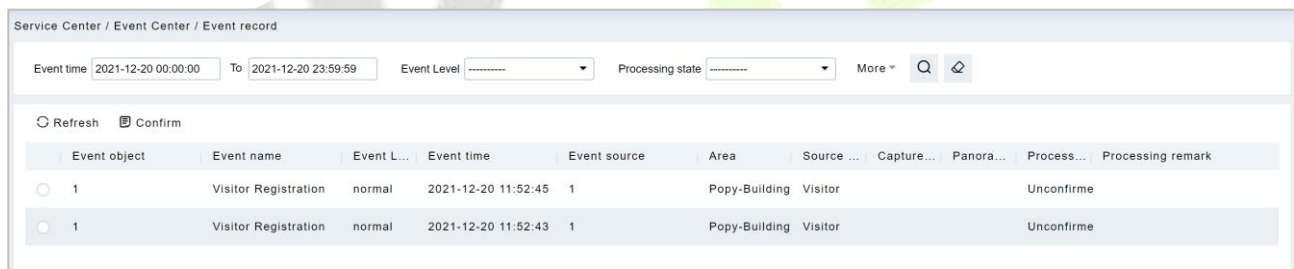 Service Center / Event Center / Event record
Event time 2021-12-20 00:00:00 To 2021-12-20 23:59:59 Event Level ---------- Processing state ---------- More
Refresh Confirm
Event object Event name Event L... Event time Event source Area Source ... Capture... Panora... Process... Processing remark
1 Visitor Registration normal 2021-12-20 11:52:45 1 Popy-Building Visitor Unconfirme
1 Visitor Registration normal 2021-12-20 11:52:43 1 Popy-Building Visitor Unconfirme